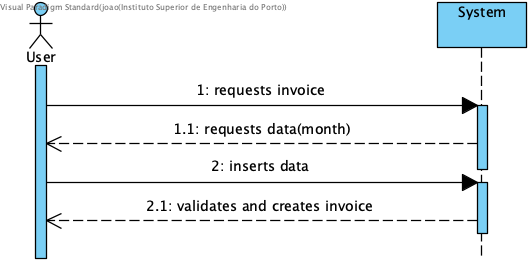 Visual Paradigm Standard(joao(Instituto Superior de Engenharia do Porto))
System
User
1: requests invoice
1.1: requests data(month)
2: inserts data
2.1: validates and creates invoice